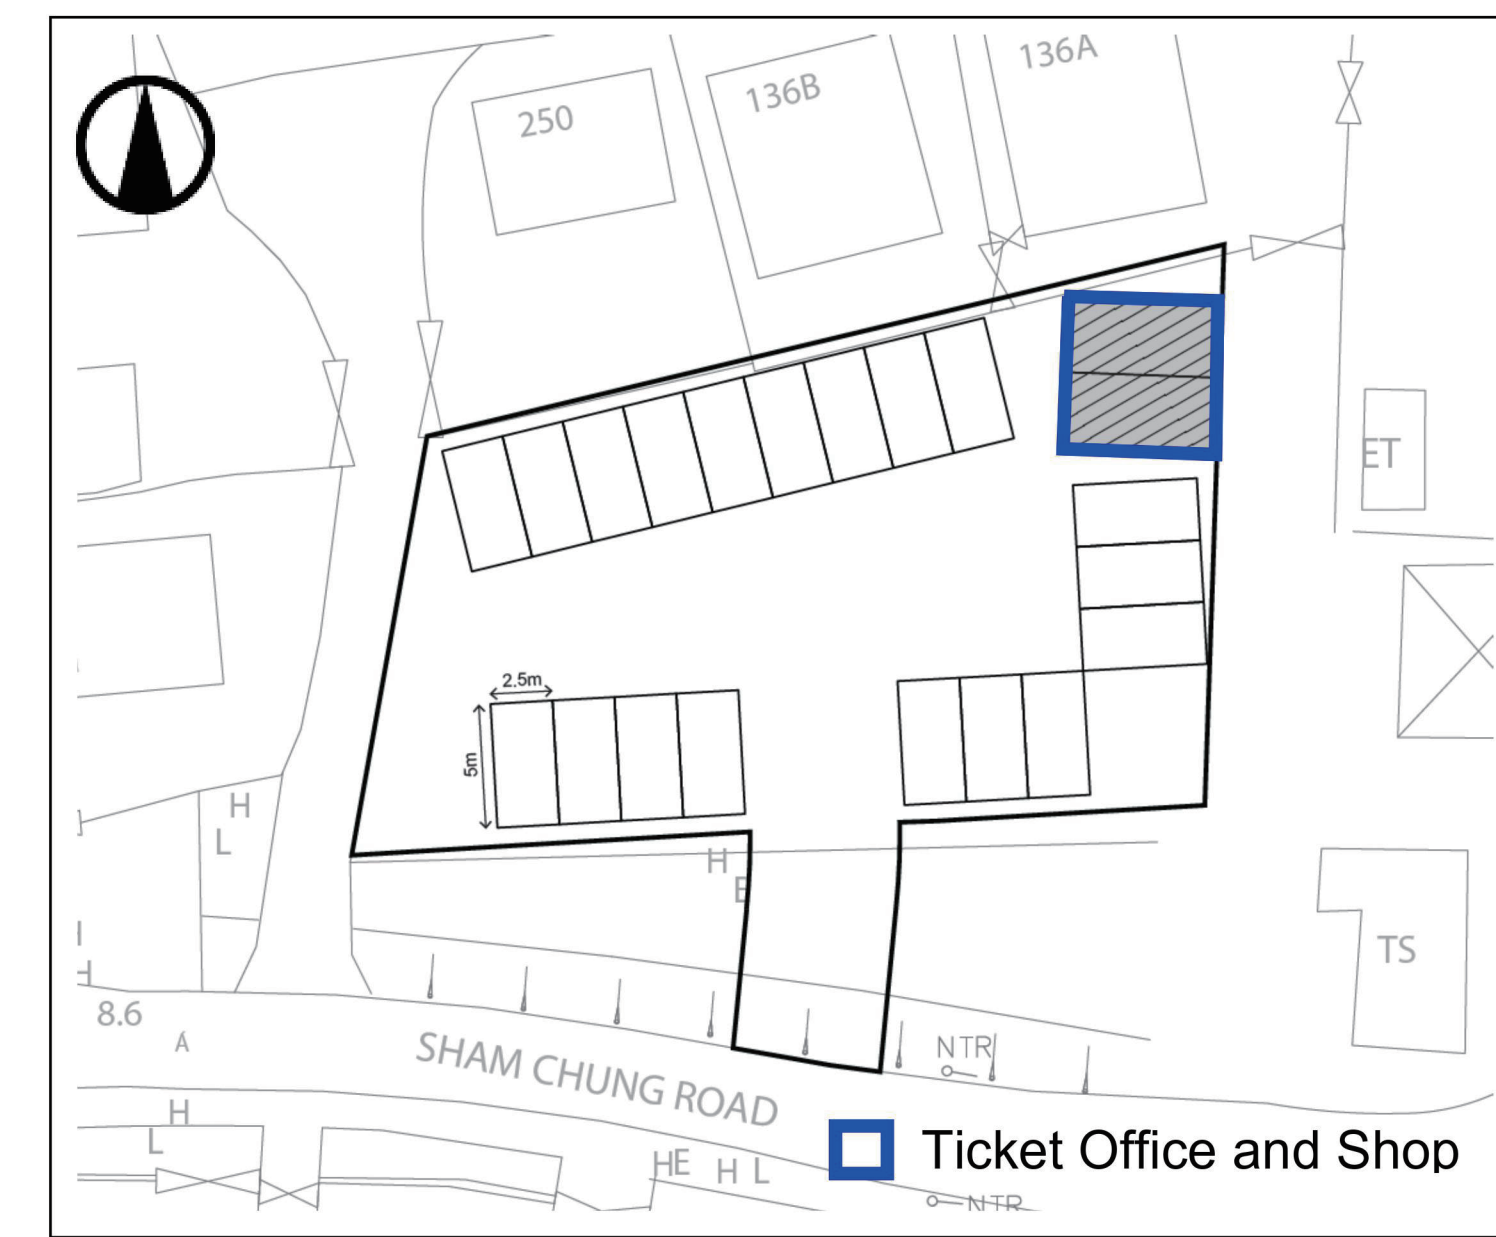 136A
136B
250
ET
2.5m
5m
H
L
H
TS
8.6
SHAM CHUNG ROAD
NTR
H
L
HE H L
NTR
Ticket Office and Shop